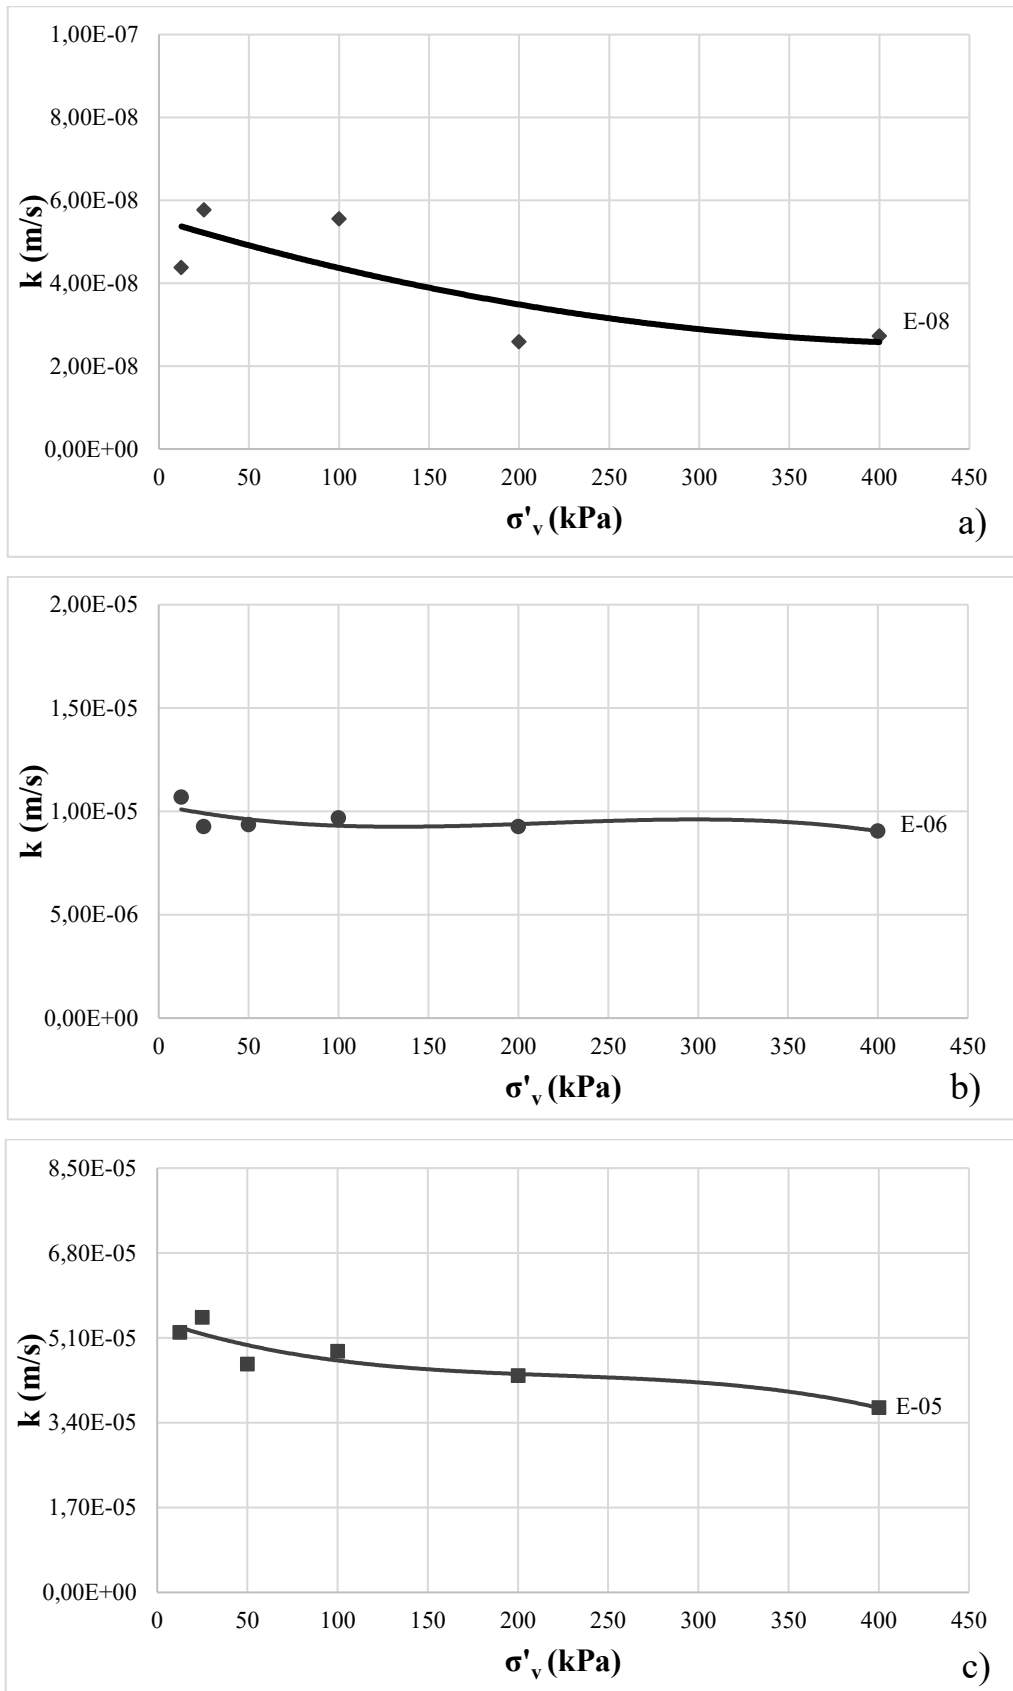 1,00E-07
8,00E-08
6,00E-08
4,00E-08
2,00E-08
0,00E+00
k (m/s)
E-08
0 50 100 150 200 250 300 350 400 450
σ'v (kPa)
a)
2,00E-05
1,50E-05
1,00E-05
5,00E-06
0,00E+00
k (m/s)
E-06
0 50 100 150 200 250 300 350 400 450
σ'v (kPa)
b)
8,50E-05
6,80E-05
5,10E-05
3,40E-05
1,70E-05
0,00E+00
k (m/s)
E-05
0 50 100 150 200 250 300 350 400 450
σ'v (kPa)
c)